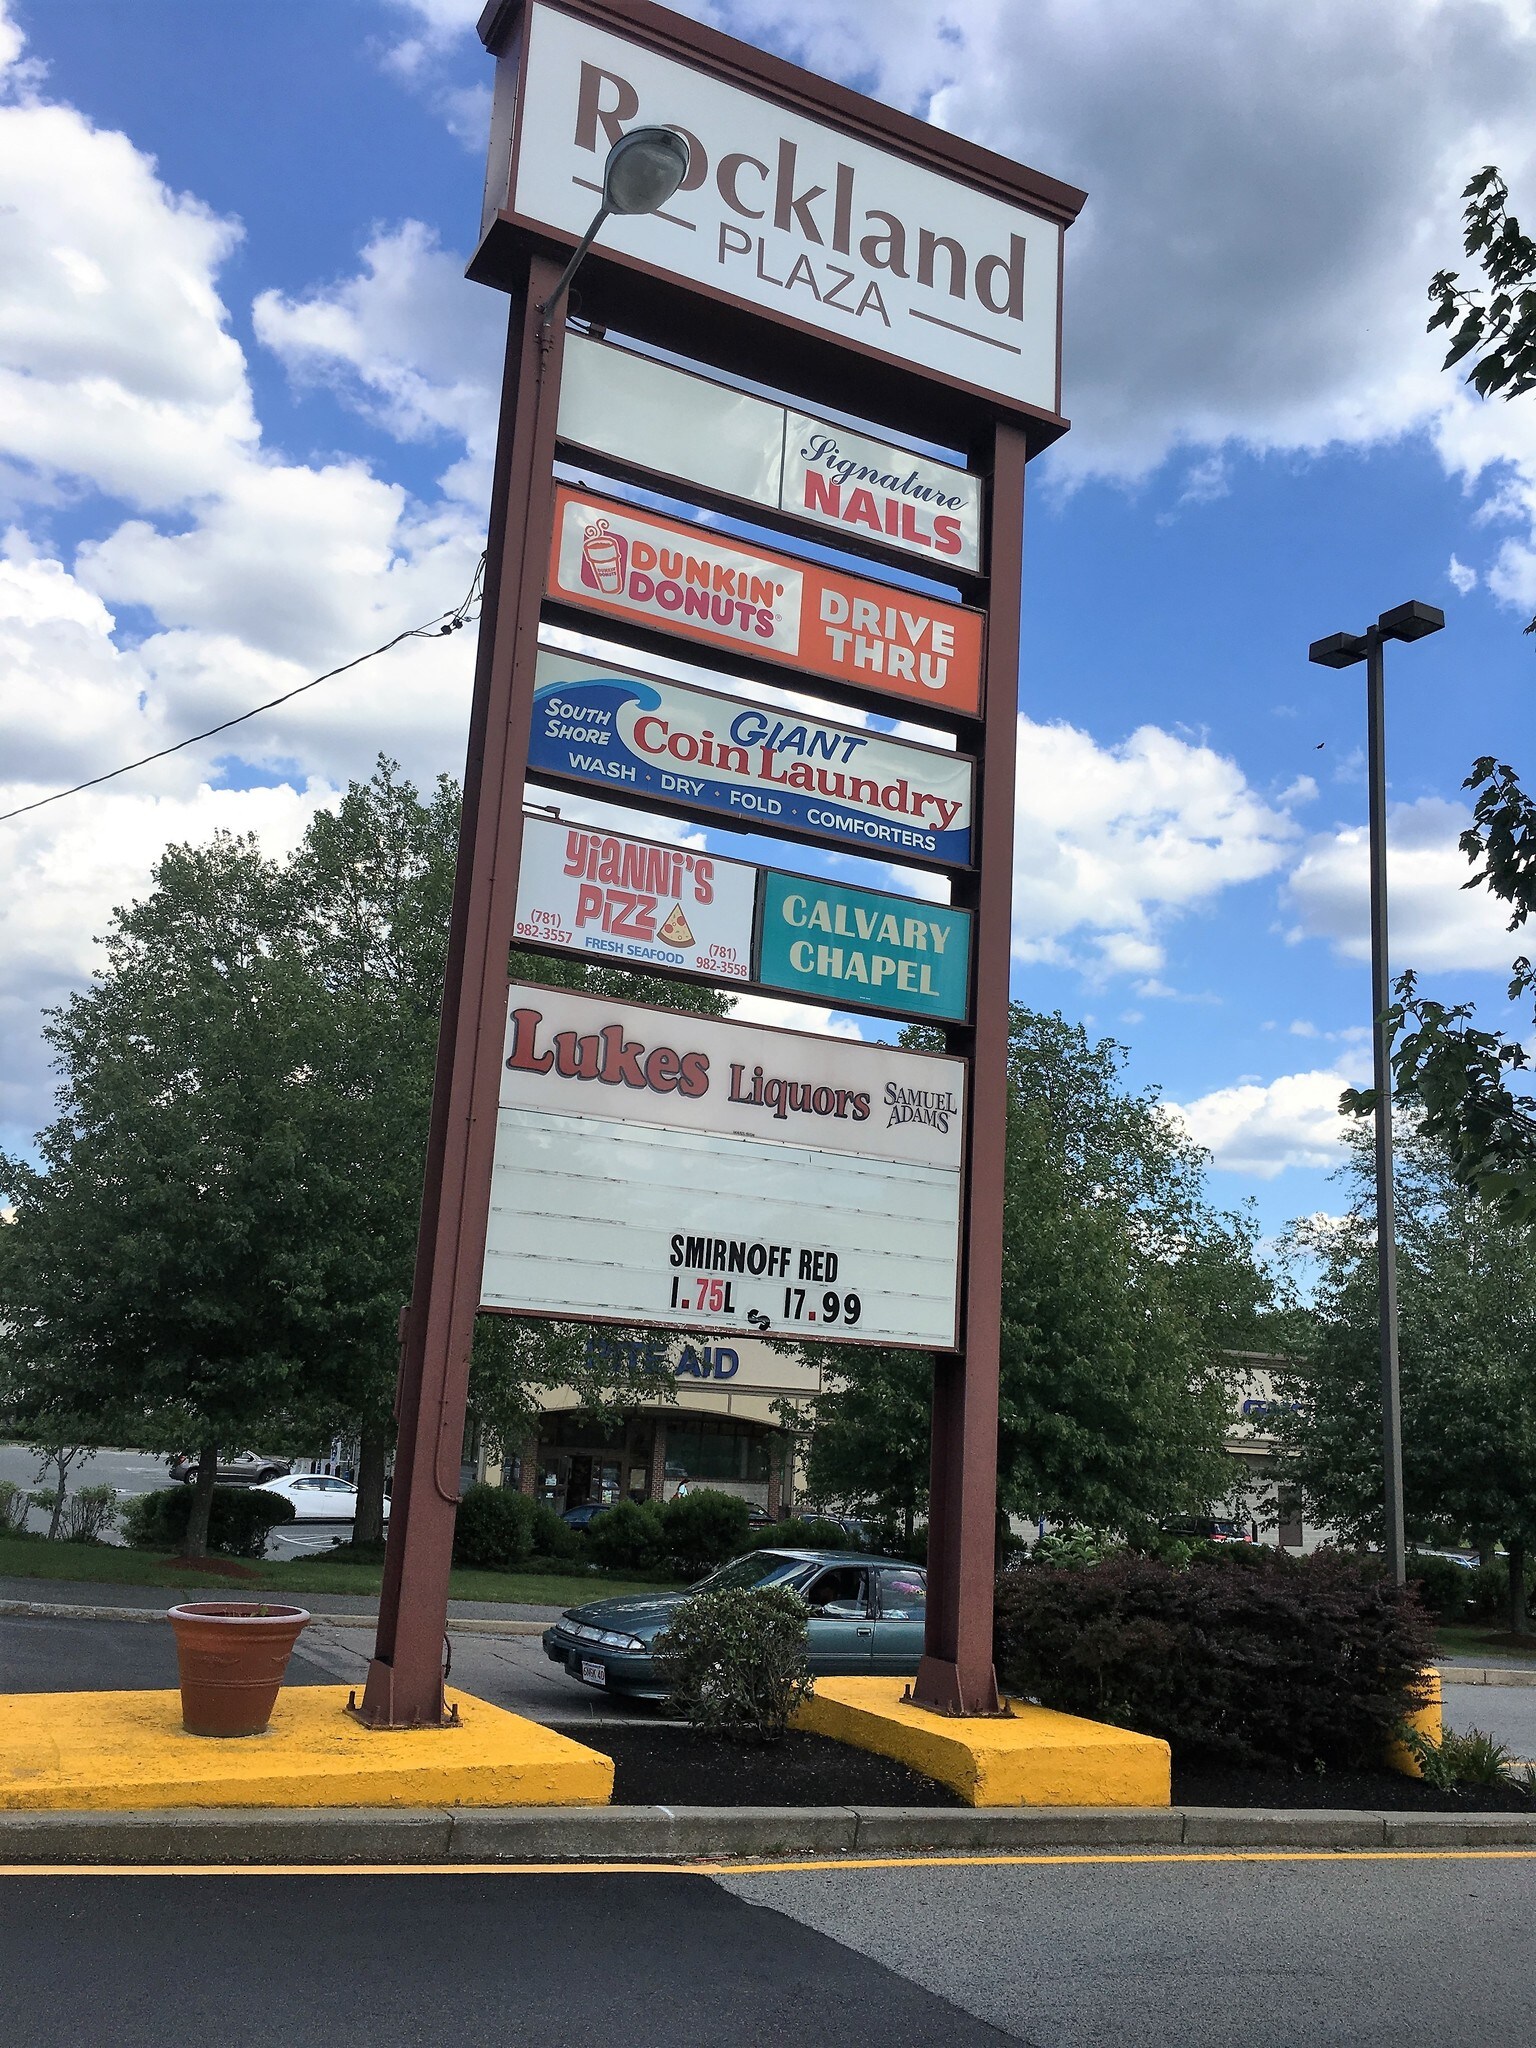 Rockland
PLAZA
Signature
NAILS
DUNKIN'
DONUTS
DRIVE
THRU
SOUTH
SHORE
GIANT
Coin Laundry
WASH · DRY · FOLD · COMFORTERS
Yianni's
Pizz
(781)
982-3557
FRESH SEAFOOD
(781)
982-3558
CALVARY
CHAPEL
Lukes Liquors SAMUEL
ADAMS
SMIRNOFF RED
1.75L $ 17.99
RITE AID